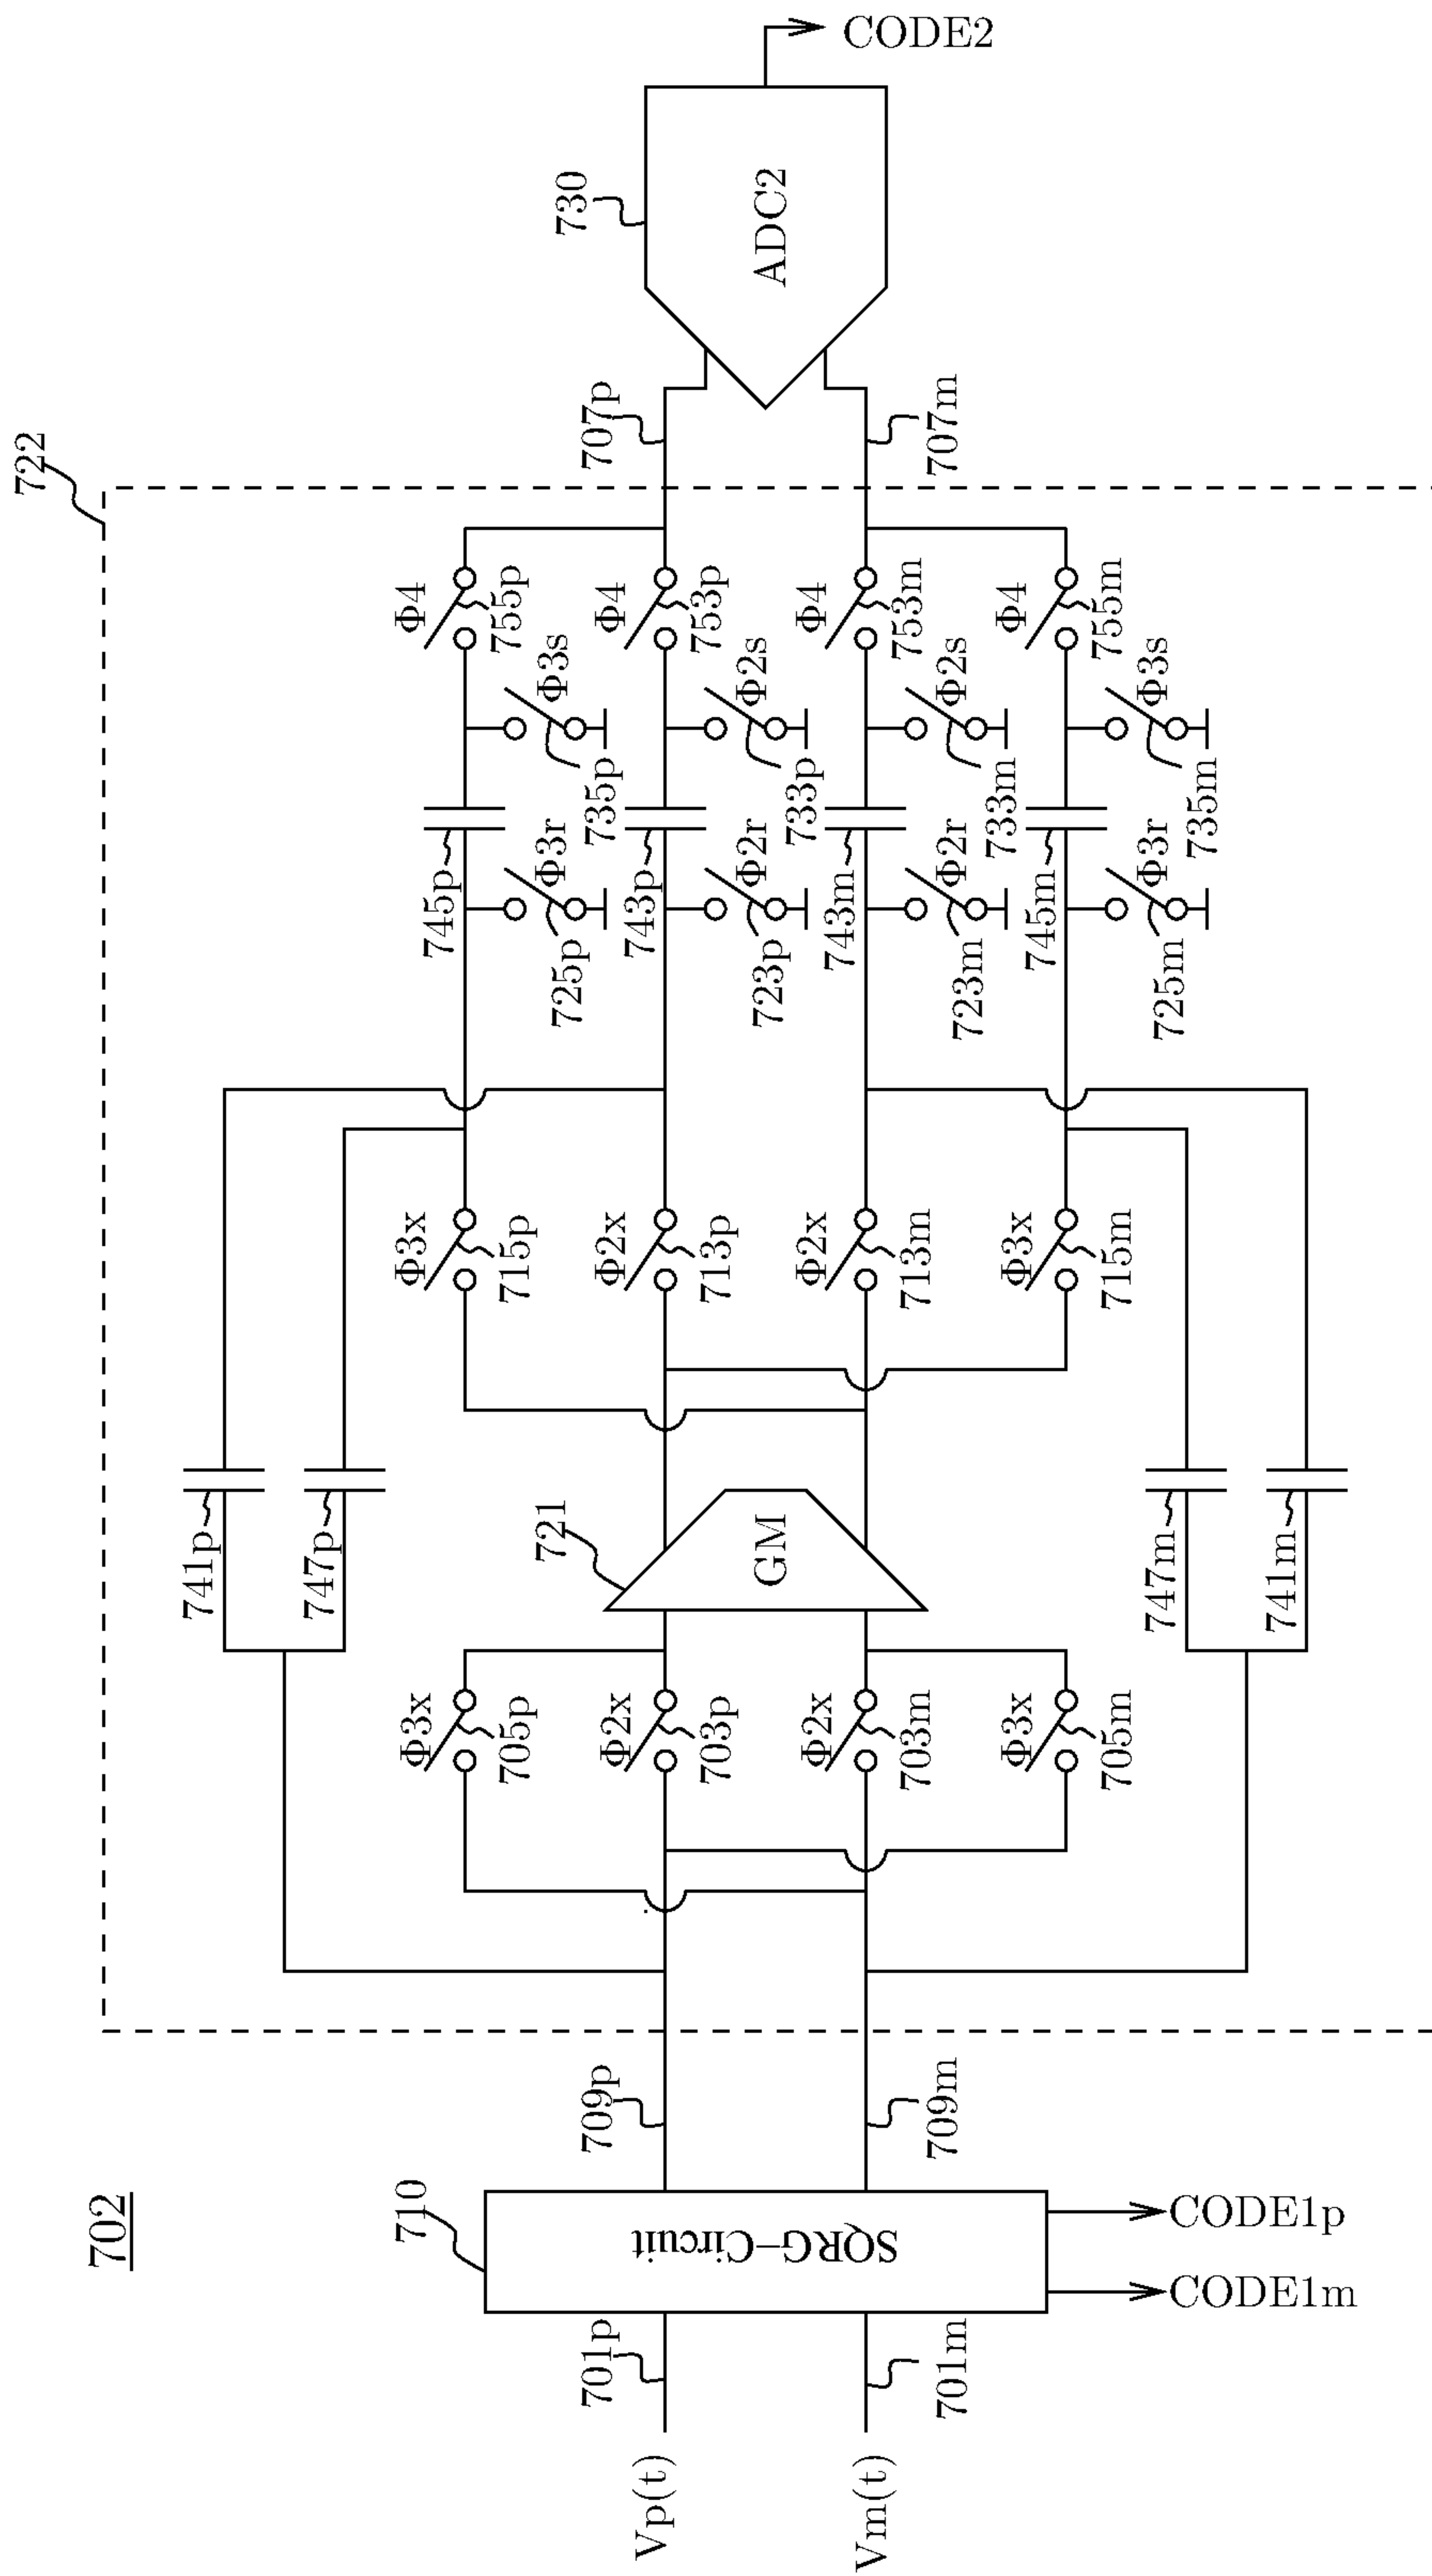 702
722
Vp(t)
Vm(t)
701p
701m
710
SQRG-Circuit
CODE1p
CODE1m
709p
709m
741p
747p
Φ3x
705p
Φ2x
703p
Φ2x
703m
Φ3x
705m
747m
741m
721
GM
Φ3x
715p
Φ2x
713p
Φ2x
713m
Φ3x
715m
745p
Φ3r
725p
Φ3s
735p
743p
Φ2r
723p
Φ2s
733p
743m
Φ2r
723m
Φ2s
733m
745m
Φ3r
725m
Φ3s
735m
Φ4
755p
Φ4
753p
Φ4
753m
Φ4
755m
707p
707m
730
ADC2
CODE2